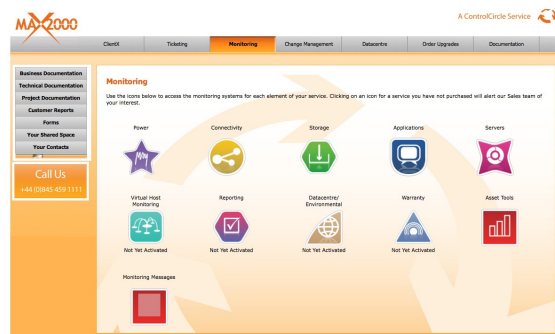 MAX2000
A ControlCircle Service
ClientX
Ticketing
Monitoring
Change Management
Datacentre
Order Upgrades
Documentation
Business Documentation
Technical Documentation
Project Documentation
Customer Reports
Forms
Your Shared Space
Your Contacts
Call Us
+44 (0)845 459 1111
Monitoring
Use the icons below to access the monitoring systems for each element of your service. Clicking on an icon for a service you have not purchased will alert our Sales team of
your interest.
Power
Connectivity
Storage
Applications
Servers
Virtual Host
Monitoring
Not Yet Activated
Reporting
Not Yet Activated
Datacentre/
Environmental
Not Yet Activated
Warranty
Not Yet Activated
Asset Tools
Monitoring Messages